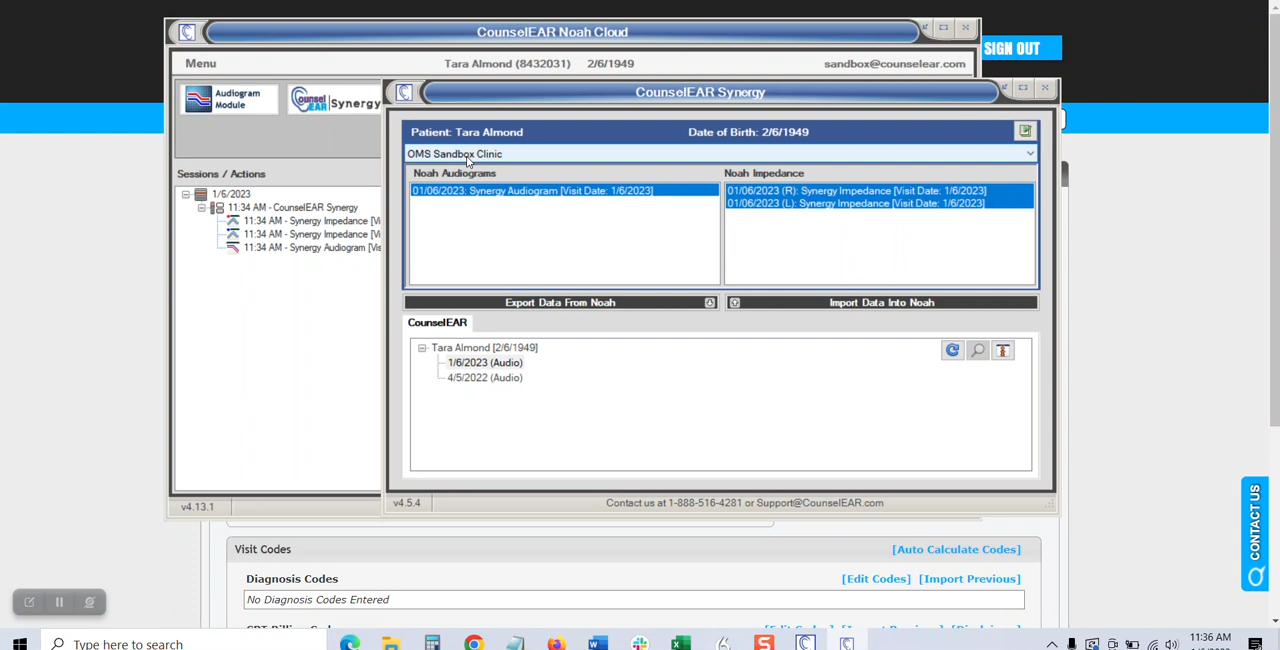 CounselEAR Noah Cloud
SIGN OUT
Menu
Tara Almond (8432031) 2/6/1949
sandbox@counselear.com
Audiogram Module
Counsel EAR | Synergy
CounselEAR Synergy
Patient: Tara Almond
Date of Birth: 2/6/1949
OMS Sandbox Clinic
Sessions / Actions
1/6/2023
11:34 AM - CounselEAR Synergy
11:34 AM - Synergy Impedance [Vi
11:34 AM - Synergy Impedance [Vi
11:34 AM - Synergy Audiogram [Vis
Noah Audiograms
01/06/2023: Synergy Audiogram [Visit Date: 1/6/2023]
Noah Impedance
01/06/2023 (R): Synergy Impedance [Visit Date: 1/6/2023]
01/06/2023 (L): Synergy Impedance [Visit Date: 1/6/2023]
Export Data From Noah
Import Data Into Noah
CounselEAR
Tara Almond [2/6/1949]
1/6/2023 (Audio)
4/5/2022 (Audio)
v4.13.1
v4.5.4
Contact us at 1-888-516-4281 or Support@CounselEAR.com
CONTACT US
Visit Codes
[Auto Calculate Codes]
Diagnosis Codes
[Edit Codes] [Import Previous]
No Diagnosis Codes Entered
Type here to search
11:36 AM